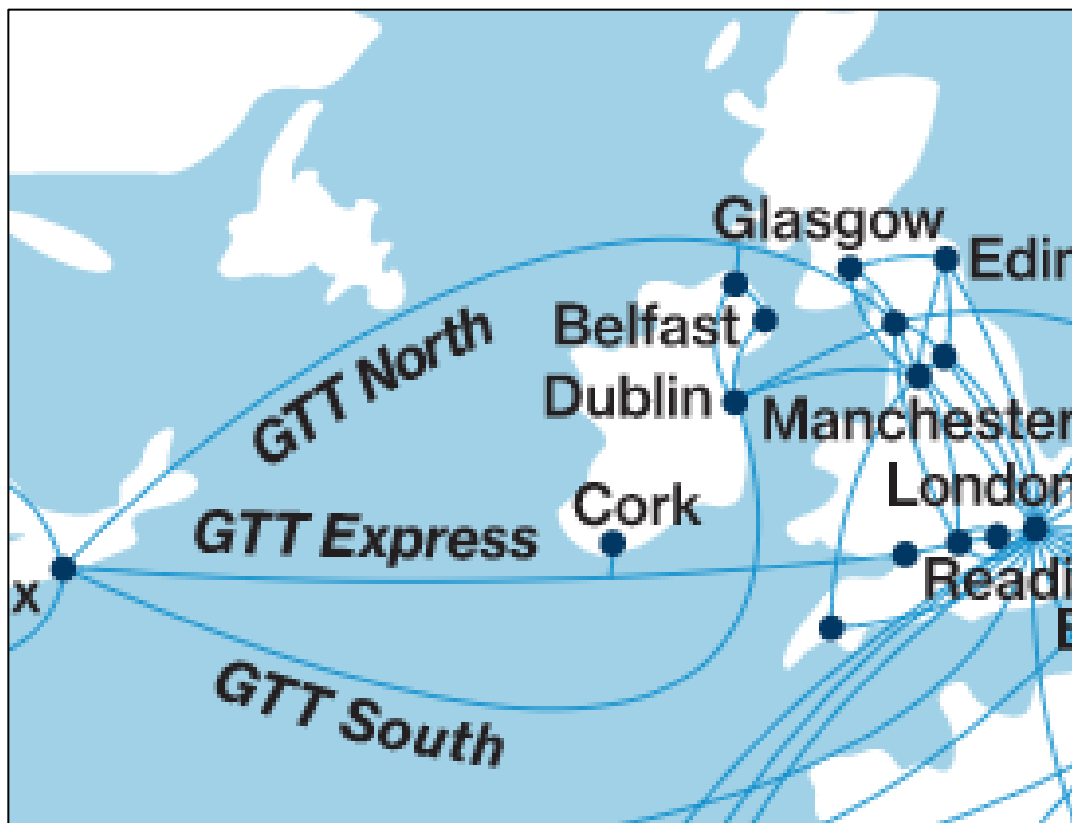 Glasgow
Edin
GTT North
Belfast
Dublin
Manchester
London
Cork
GTT Express
Readi
x
E
GTT South